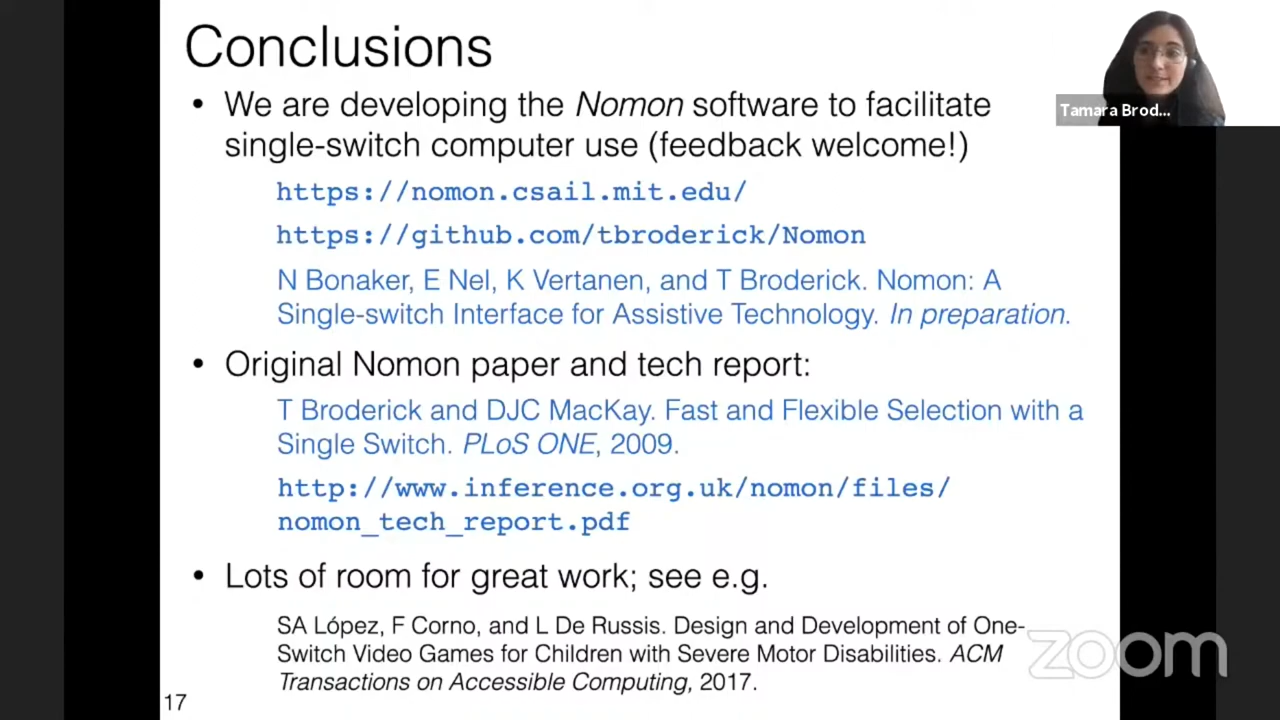 Conclusions
• We are developing the Nomon software to facilitate
single-switch computer use (feedback welcome!)
https://nomon.csail.mit.edu/
https://github.com/tbroderick/Nomon
N Bonaker, E Nel, K Vertanen, and T Broderick. Nomon: A
Single-switch Interface for Assistive Technology. In preparation.
• Original Nomon paper and tech report:
T Broderick and DJC MacKay. Fast and Flexible Selection with a
Single Switch. PLoS ONE, 2009.
http://www.inference.org.uk/nomon/files/
nomon_tech_report.pdf
• Lots of room for great work; see e.g.
SA López, F Corno, and L De Russis. Design and Development of One-
Switch Video Games for Children with Severe Motor Disabilities. ACM
Transactions on Accessible Computing, 2017.
17
Tamara Brod...
zoom